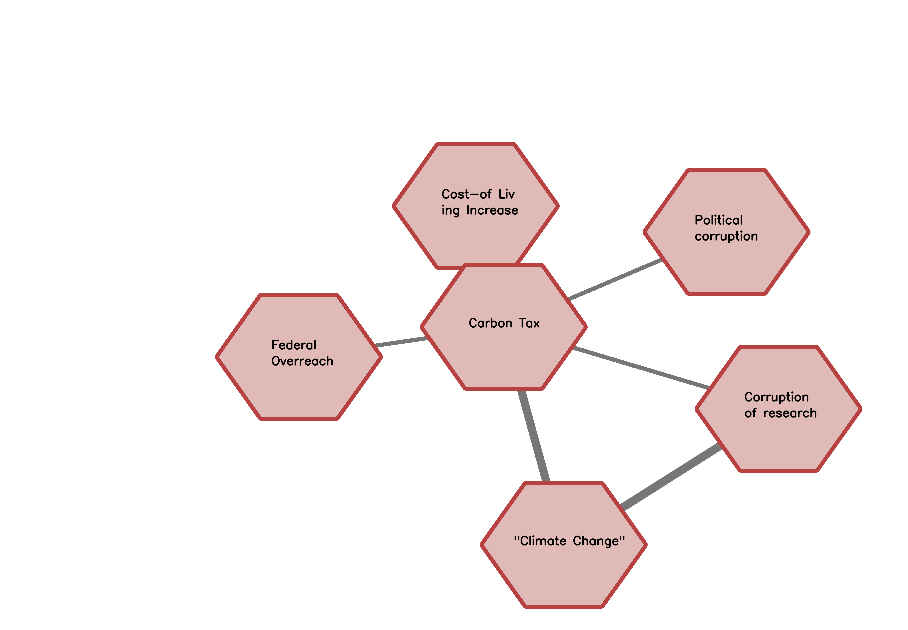 Cost-of Liv
ing Increase
Political
corruption
Carbon Tax
Federal
Overreach
Corruption
of research
"Climate Change"